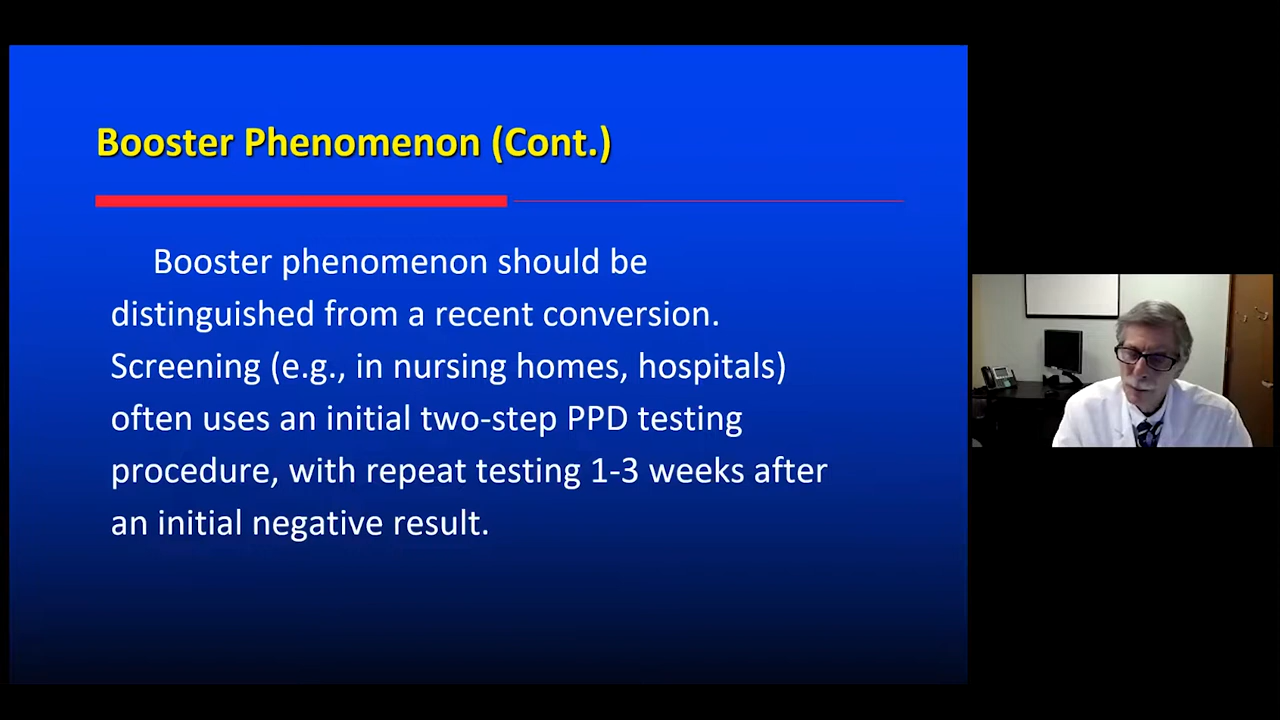 Booster Phenomenon (Cont.)
Booster phenomenon should be
distinguished from a recent conversion.
Screening (e.g., in nursing homes, hospitals)
often uses an initial two-step PPD testing
procedure, with repeat testing 1-3 weeks after
an initial negative result.